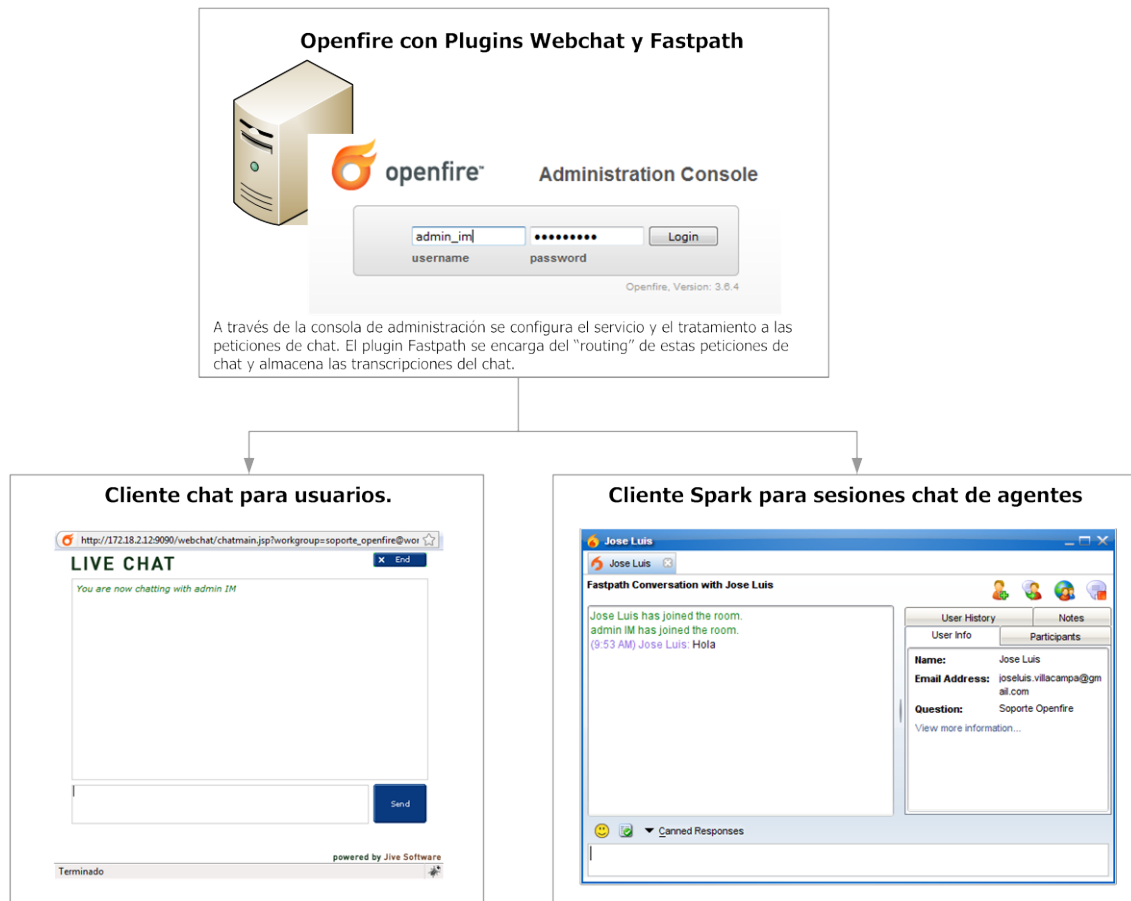 Openfire con Plugins Webchat y Fastpath
openfire™
Administration Console
admin_im
Login
username
password
Openfire, Version: 3.6.4
A través de la consola de administración se configura el servicio y el tratamiento a las
peticiones de chat. El plugin Fastpath se encarga del “routing” de estas peticiones de
chat y almacena las transcripciones del chat.
Cliente chat para usuarios.
http://172.18.2.12:9090/webchat/chatmain.jsp?workgroup=soporte_openfire@wor
LIVE CHAT
X End
You are now chatting with admin IM
Send
powered by Jive Software
Terminado
Cliente Spark para sesiones chat de agentes
Jose Luis
Jose Luis
Fastpath Conversation with Jose Luis
Jose Luis has joined the room.
admin IM has joined the room.
(9:53 AM) Jose Luis: Hola
User History
Notes
User Info
Participants
Name: Jose Luis
Email Address: joseluis.villacampa@gm
ail.com
Question: Soporte Openfire
View more information...
Canned Responses